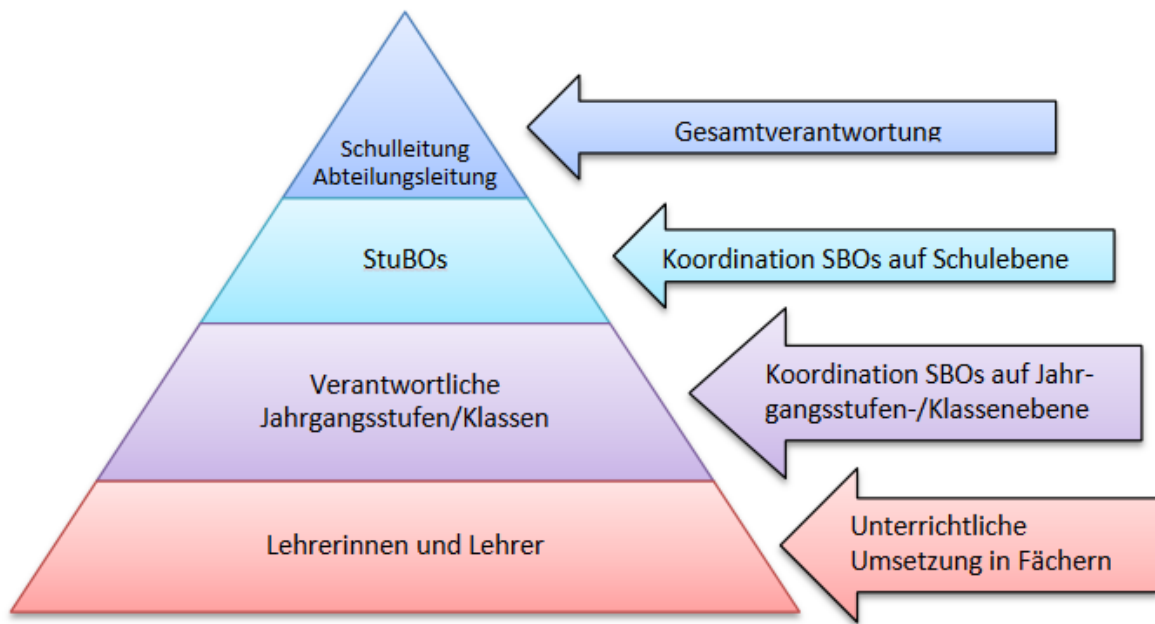 Schulleitung
Abteilungsleitung
Gesamtverantwortung
StuBOs
Koordination SBOs auf Schulebene
Verantwortliche
Jahrgangsstufen/Klassen
Koordination SBOs auf Jahr-
gangsstufen-/Klassenebene
Lehrerinnen und Lehrer
Unterrichtliche
Umsetzung in Fächern